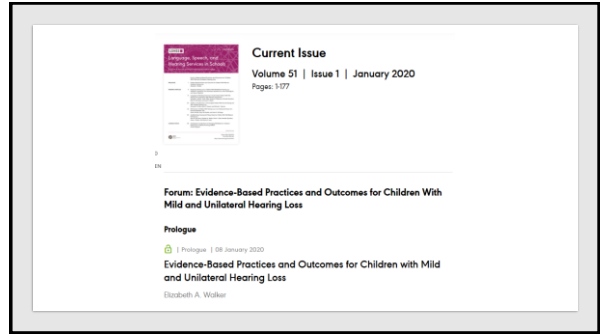 Language, Speech, and
Hearing Services in Schools
Current Issue
Volume 51 | Issue 1 | January 2020
Pages: 1-177
EN
Forum: Evidence-Based Practices and Outcomes for Children With
Mild and Unilateral Hearing Loss
Prologue
| Prologue | 08 January 2020
Evidence-Based Practices and Outcomes for Children with Mild
and Unilateral Hearing Loss
Elizabeth A. Walker